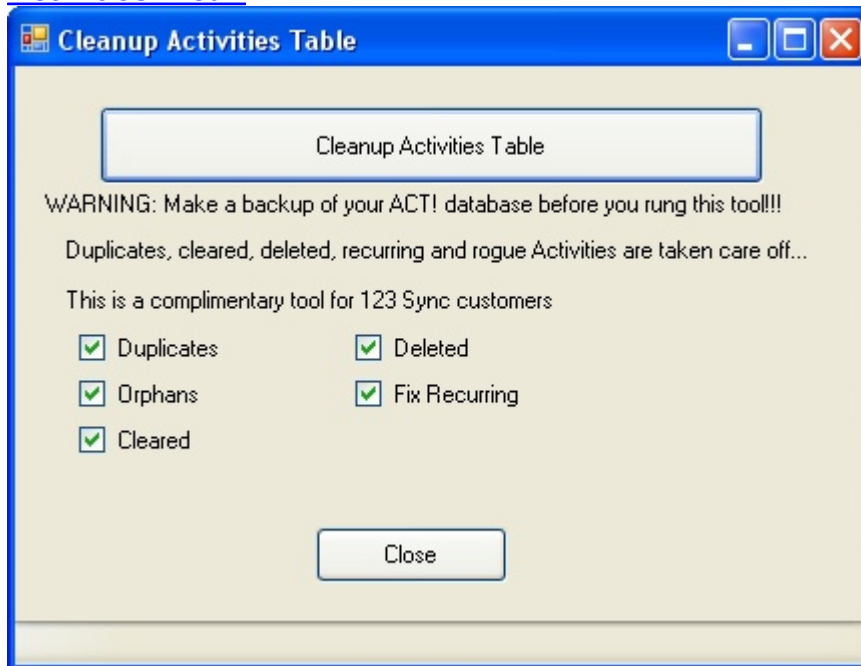 Cleanup Activities Table
Cleanup Activities Table
WARNING: Make a backup of your ACT! database before you rung this tool!!!
Duplicates, cleared, deleted, recurring and rogue Activities are taken care off...
This is a complimentary tool for 123 Sync customers
Duplicates Deleted
Orphans Fix Recurring
Cleared
Close